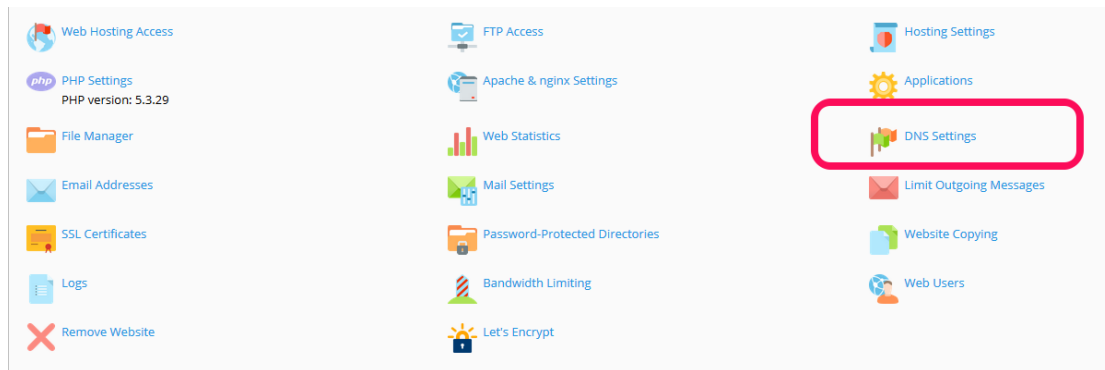 Web Hosting Access
FTP Access
Hosting Settings
php
PHP Settings
PHP version: 5.3.29
Apache & nginx Settings
Applications
File Manager
Web Statistics
DNS Settings
Email Addresses
Mail Settings
Limit Outgoing Messages
SSL Certificates
Password-Protected Directories
Website Copying
Logs
Bandwidth Limiting
Web Users
Remove Website
Let's Encrypt